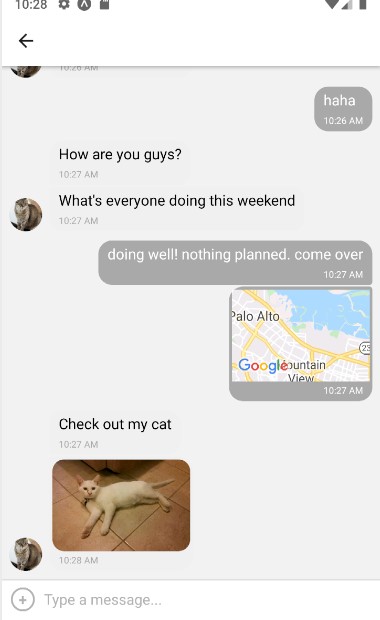 10:28
10:26 AM
haha
10:26 AM
How are you guys?
10:27 AM
What's everyone doing this weekend
10:27 AM
doing well! nothing planned. come over
10:27 AM
Palo Alto
23
Google
Mountain
View
10:27 AM
Check out my cat
10:27 AM
10:28 AM
Type a message...